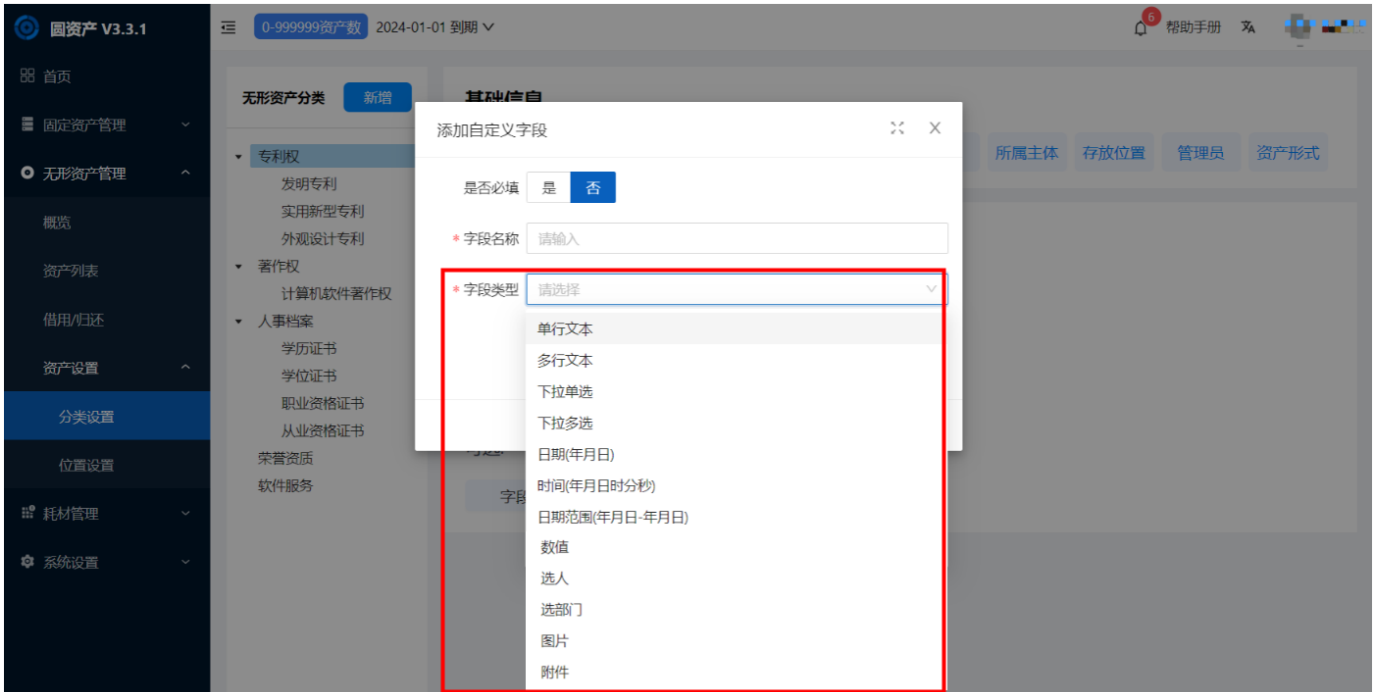 圆资产 V3.3.1
0-999999资产数 2024-01-01 到期
6
帮助手册
首页
固定资产管理
无形资产管理
概览
资产列表
借用/归还
资产设置
分类设置
位置设置
耗材管理
系统设置
无形资产分类 新增
专利权
发明专利
实用新型专利
外观设计专利
著作权
计算机软件著作权
人事档案
学历证书
学位证书
职业资格证书
从业资格证书
荣誉资质
软件服务
基础信息
所属主体 存放位置 管理员 资产形式
添加自定义字段
是否必填 是 否
* 字段名称 请输入
* 字段类型 请选择
单行文本
多行文本
下拉单选
下拉多选
日期(年月日)
时间(年月日时分秒)
日期范围(年月日-年月日)
数值
选人
选部门
图片
附件
字段